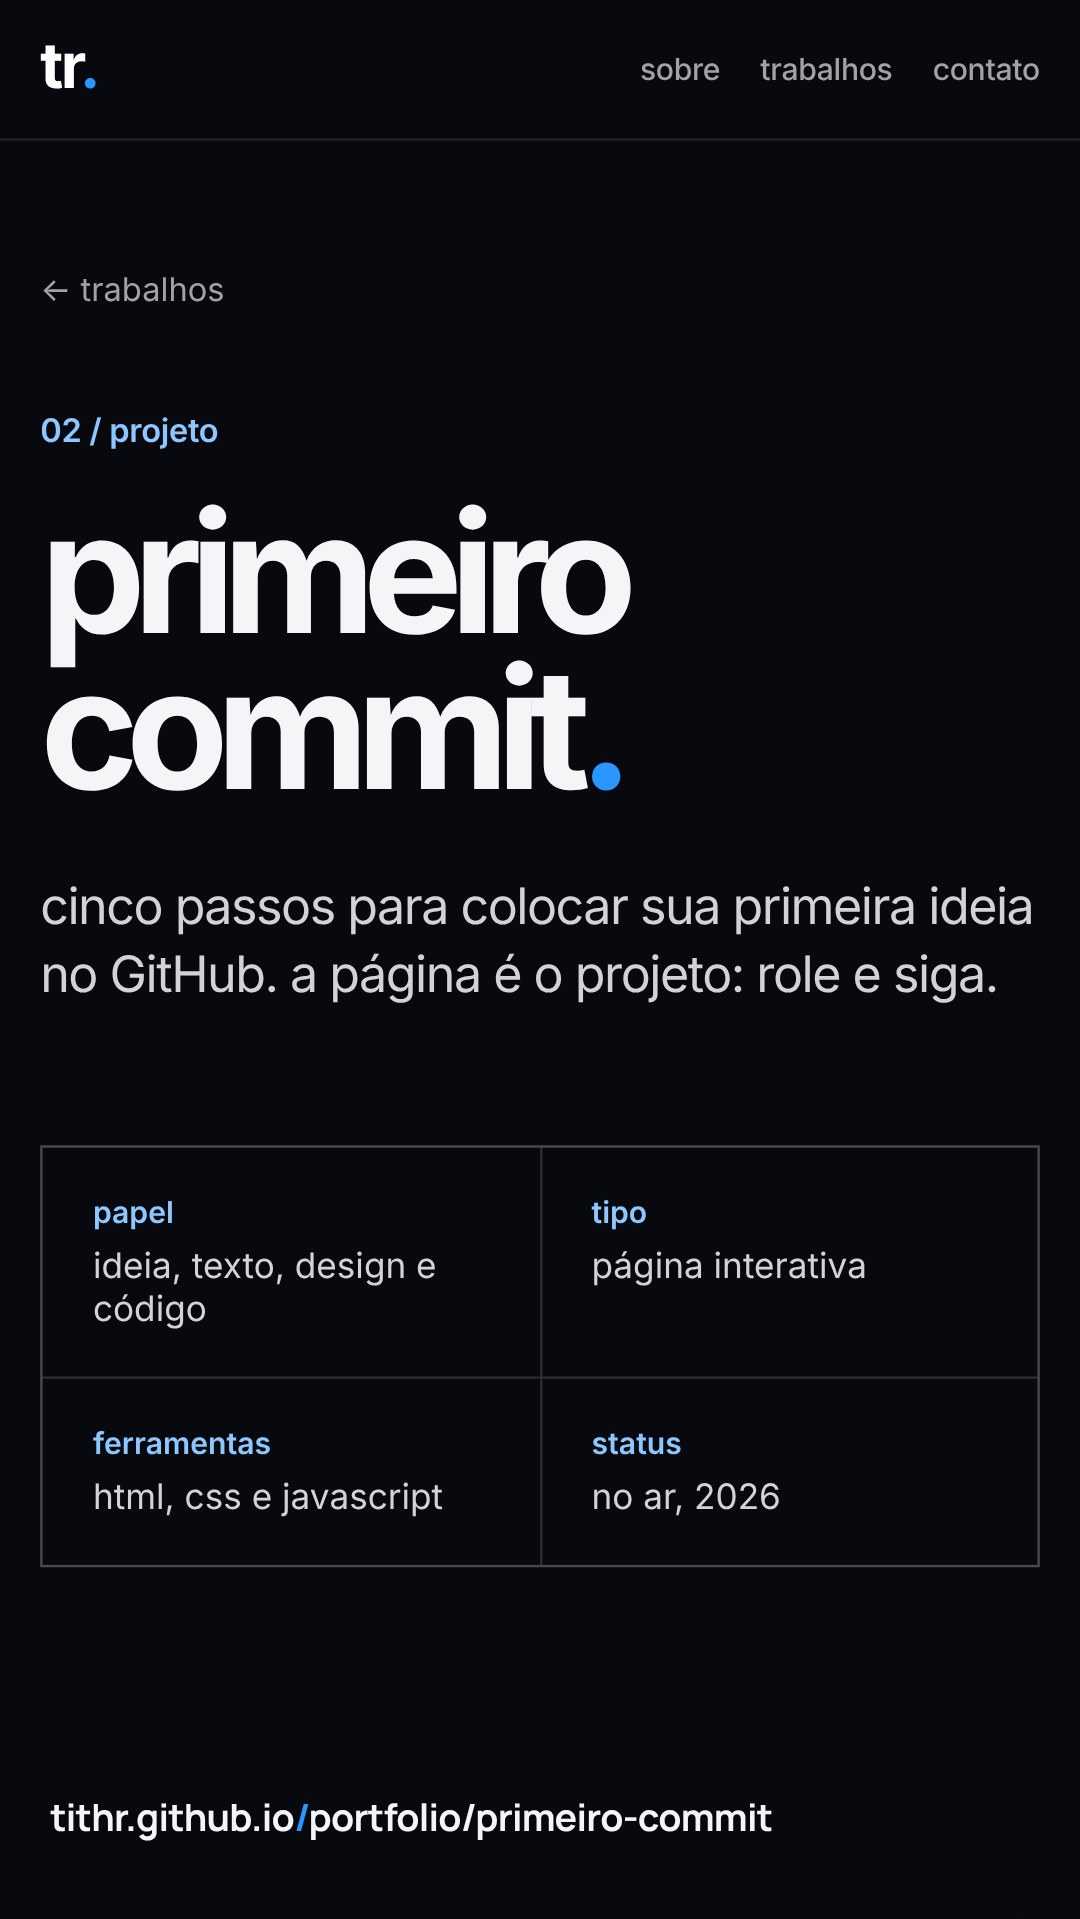 tr.
sobre trabalhos contato
← trabalhos
02 / projeto
primeiro
commit.
cinco passos para colocar sua primeira ideia
no GitHub. a página é o projeto: role e siga.
papel
ideia, texto, design e
código
tipo
página interativa
ferramentas
html, css e javascript
status
no ar, 2026
tithr.github.io/portfolio/primeiro-commit